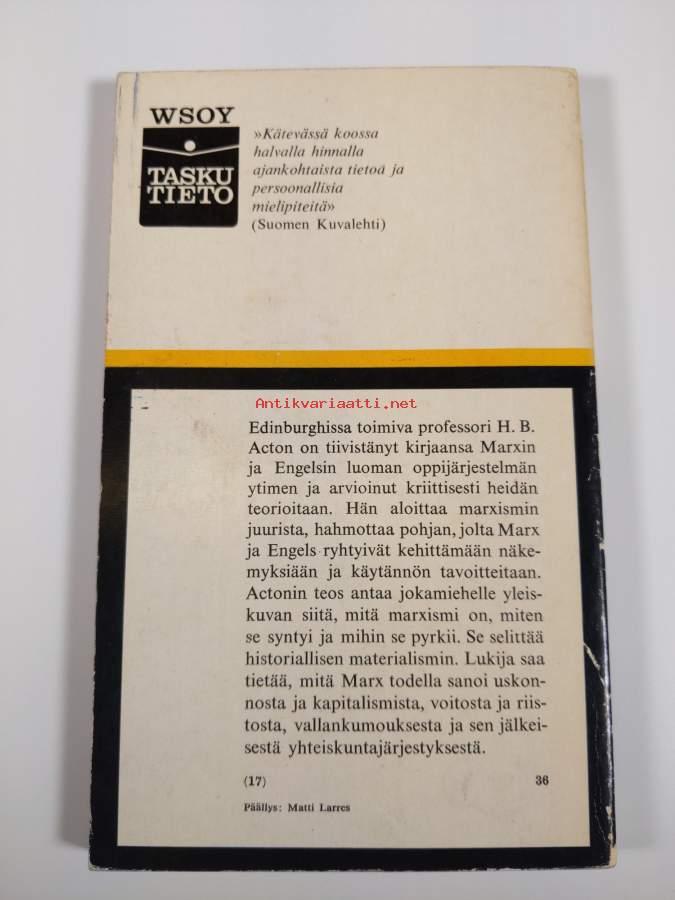 WSOY
TASKU
TIETO
»Kätevässä koossa
halvalla hinnalla
ajankohtaista tietoa ja
persoonallisia
mielipiteitä»
(Suomen Kuvalehti)
Antikvariaatti.net
Edinburghissa toimiva professori H. B.
Acton on tiivistänyt kirjaansa Marxin
ja Engelsin luoman oppijärjestelmän
ytimen ja arvioinut kriittisesti heidän
teorioitaan. Hän aloittaa marxismin
juurista, hahmottaa pohjan, jolta Marx
ja Engels ryhtyivät kehittämään näke-
myksiään ja käytännön tavoitteitaan.
Actonin teos antaa jokamiehelle yleis-
kuvan siitä, mitä marxismi on, miten
se syntyi ja mihin se pyrkii. Se selittää
historiallisen materialismin. Lukija saa
tietää, mitä Marx todella sanoi uskon-
nosta ja kapitalismista, voitosta ja riis-
tosta, vallankumouksesta ja sen jälkei-
sestä yhteiskuntajärjestyksestä.
(17) 36
Päällys: Matti Larres